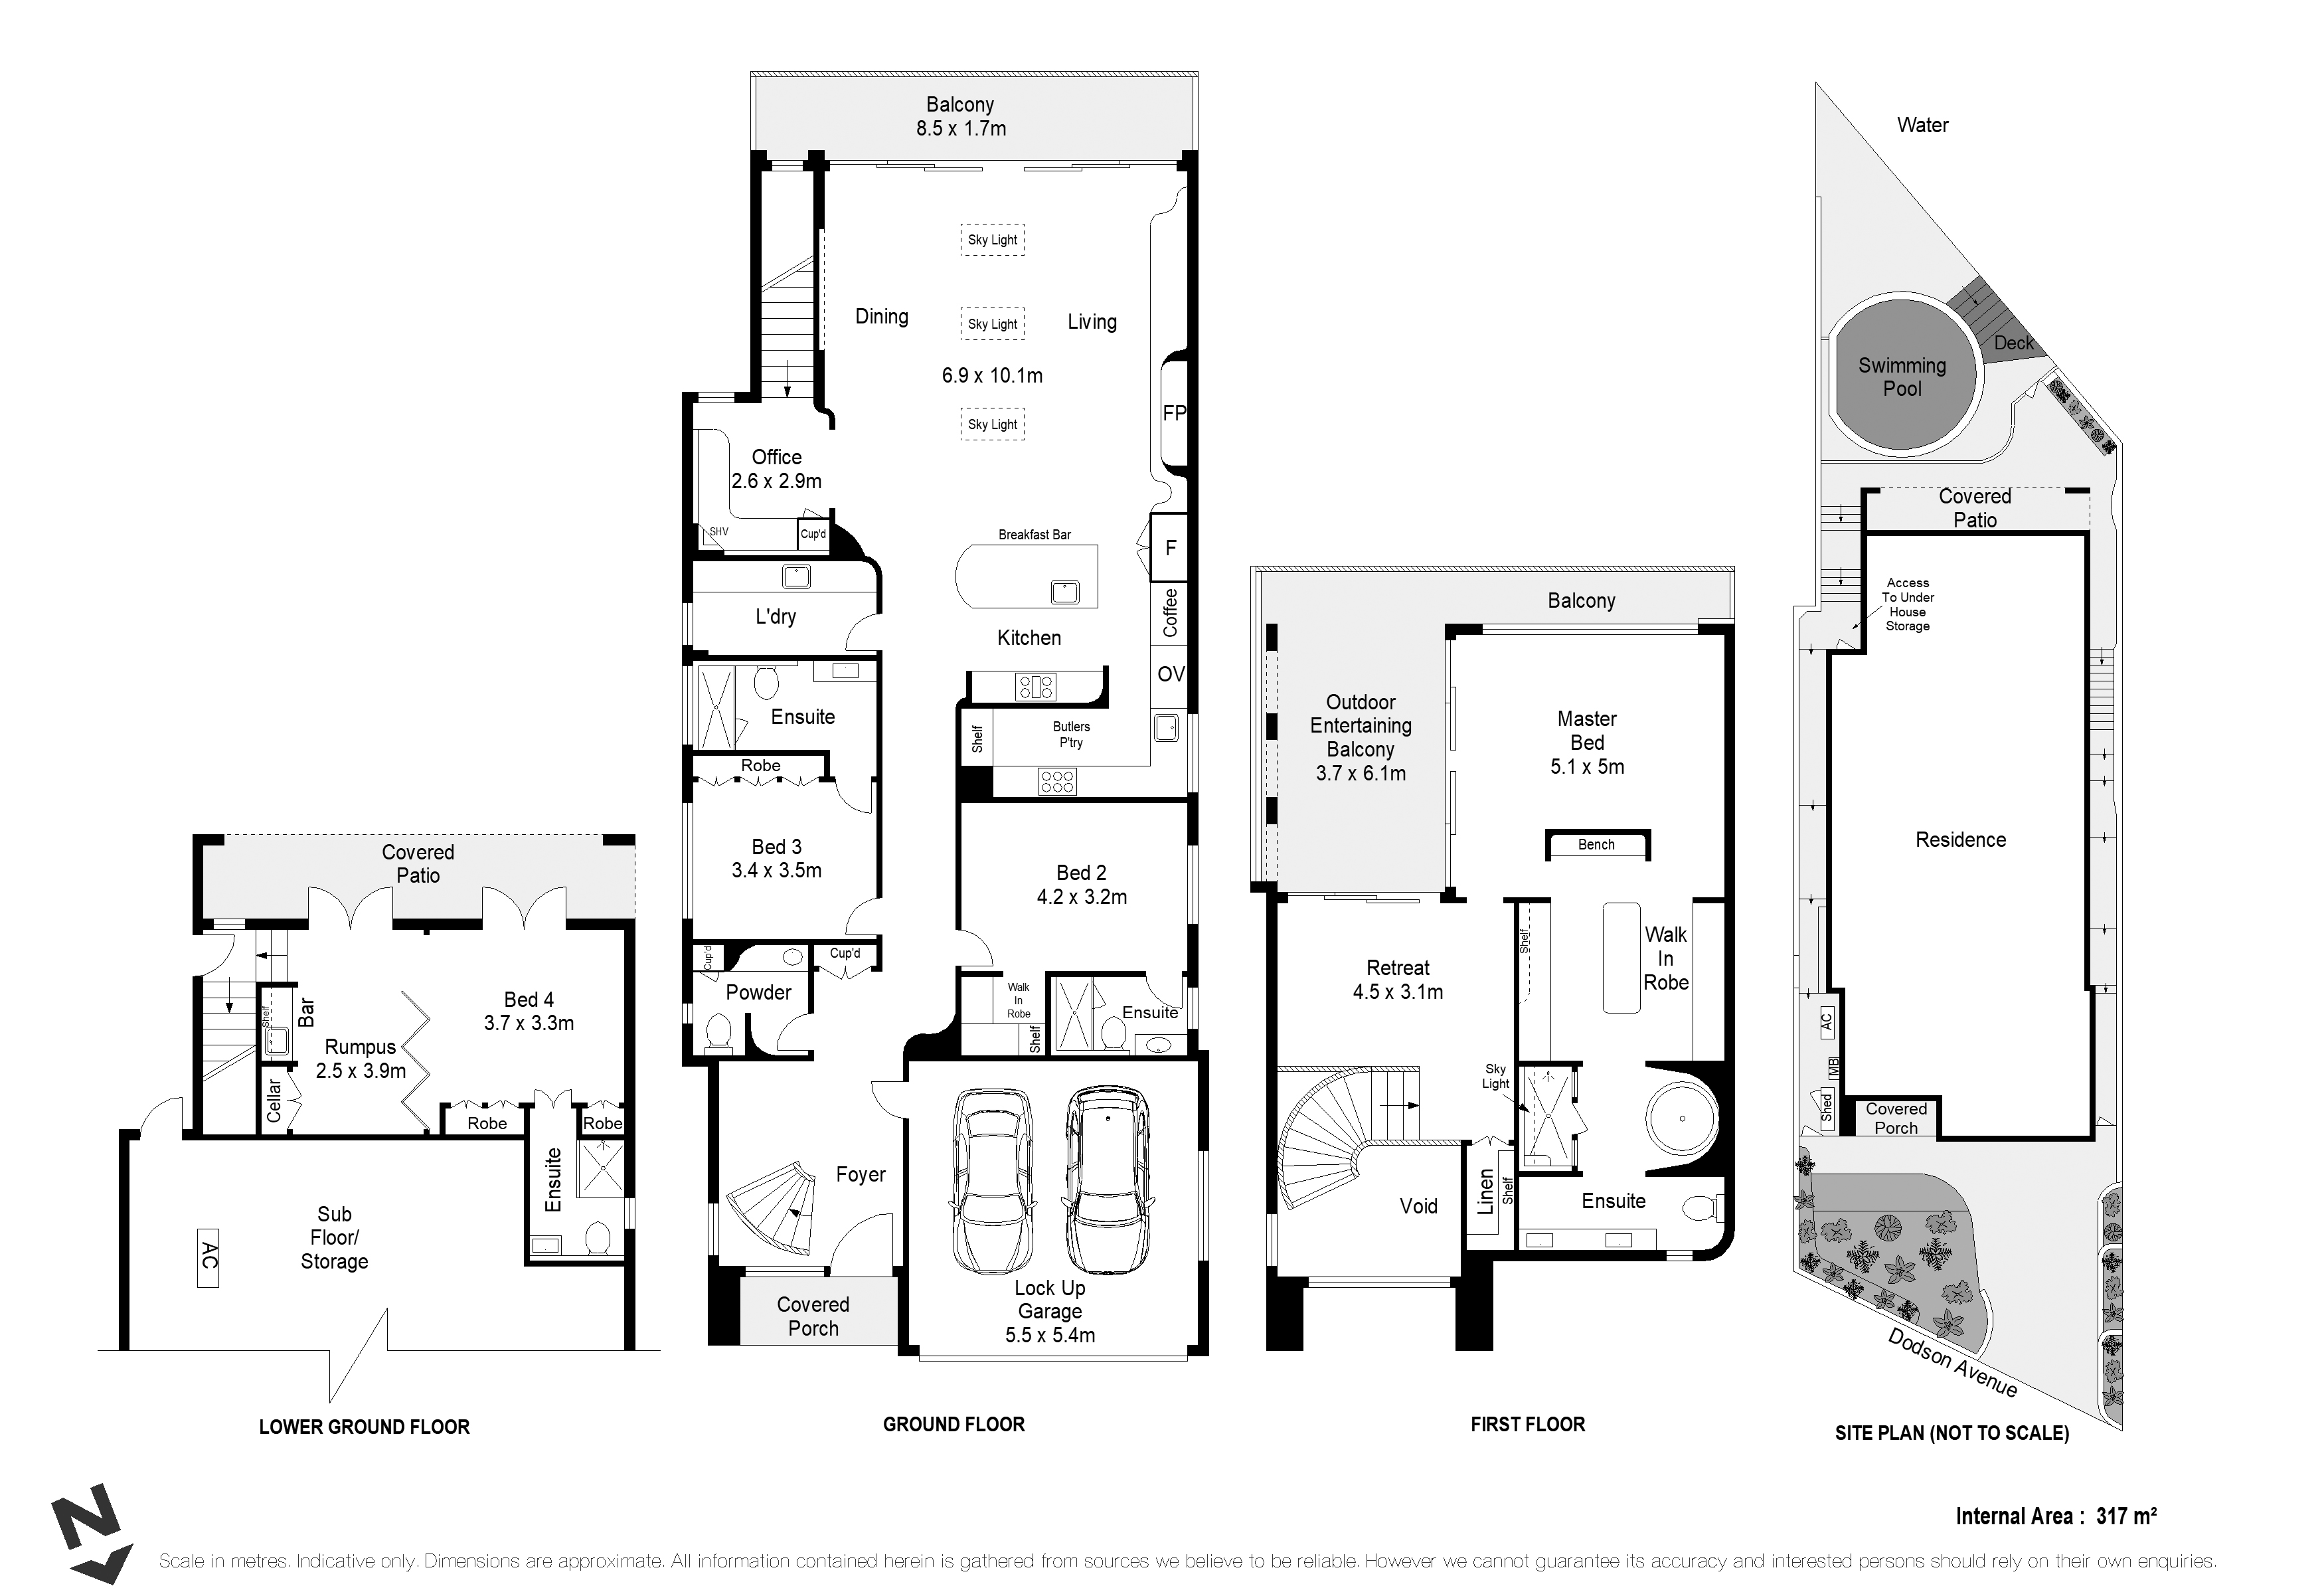 Covered
Patio
Bed 4
3.7 x 3.3m
Rumpus
2.5 x 3.9m
Bar
Shelf
Cellar
Robe
Robe
Ensuite
Sub
Floor/
Storage
AC
LOWER GROUND FLOOR
Balcony
8.5 x 1.7m
Sky Light
Dining
Sky Light
Living
6.9 x 10.1m
Sky Light
FP
Office
2.6 x 2.9m
SHV
Cup'd
Breakfast Bar
F
Coffee
L'dry
Kitchen
OV
Ensuite
Shelf
Butlers
P'try
Robe
Bed 3
3.4 x 3.5m
Bed 2
4.2 x 3.2m
Cup'd
Cup'd
Powder
Walk
In
Robe
Shelf
Ensuite
Foyer
Covered
Porch
Lock Up
Garage
5.5 x 5.4m
GROUND FLOOR
Balcony
Outdoor
Entertaining
Balcony
3.7 x 6.1m
Master
Bed
5.1 x 5m
Bench
Shelf
Walk
In
Robe
Retreat
4.5 x 3.1m
Sky
Light
Linen
Shelf
Void
Ensuite
FIRST FLOOR
Water
Deck
Swimming
Pool
Covered
Patio
Access
To Under
House
Storage
Residence
AC
MB
Shed
Covered
Porch
Dodson Avenue
SITE PLAN (NOT TO SCALE)
N
Internal Area : 317 m²
Scale in metres. Indicative only. Dimensions are approximate. All information contained herein is gathered from sources we believe to be reliable. However we cannot guarantee its accuracy and interested persons should rely on their own enquiries.